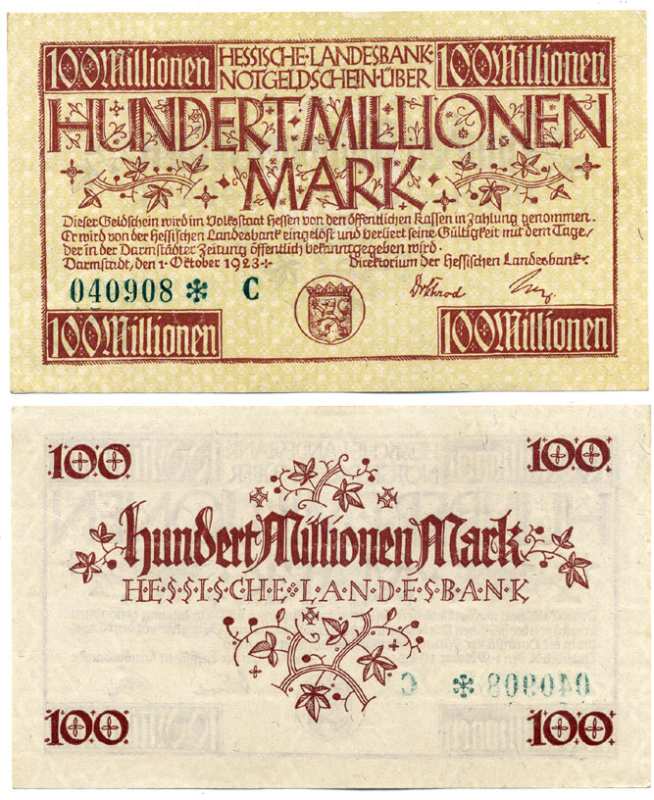 100 Millionen HESSISCHE·LANDESBANK· 100 Millionen
NOTGELDSCHEIN·ÜBER
HUNDERT·MILLIONEN
MARK
Dieser Geldschein wird im Volksstaat Hessen von den öffentlichen Kassen in Zahlung genommen.
Er wird von der Hessischen Landesbank eingelöst und verliert seine Gültigkeit mit dem Tage,
der in der Darmstädter Zeitung öffentlich bekanntgegeben wird.
Darmstadt, den 1· Oktober 1923 Direktorium der Hessischen Landesbank
040908 * C
100 Millionen 100 Millionen
100 100
Hundert Millionen Mark
H·E·S·S·I·S·C·H·E L·A·N·D·E·S·B·A·N·K
040908 * C
100 100